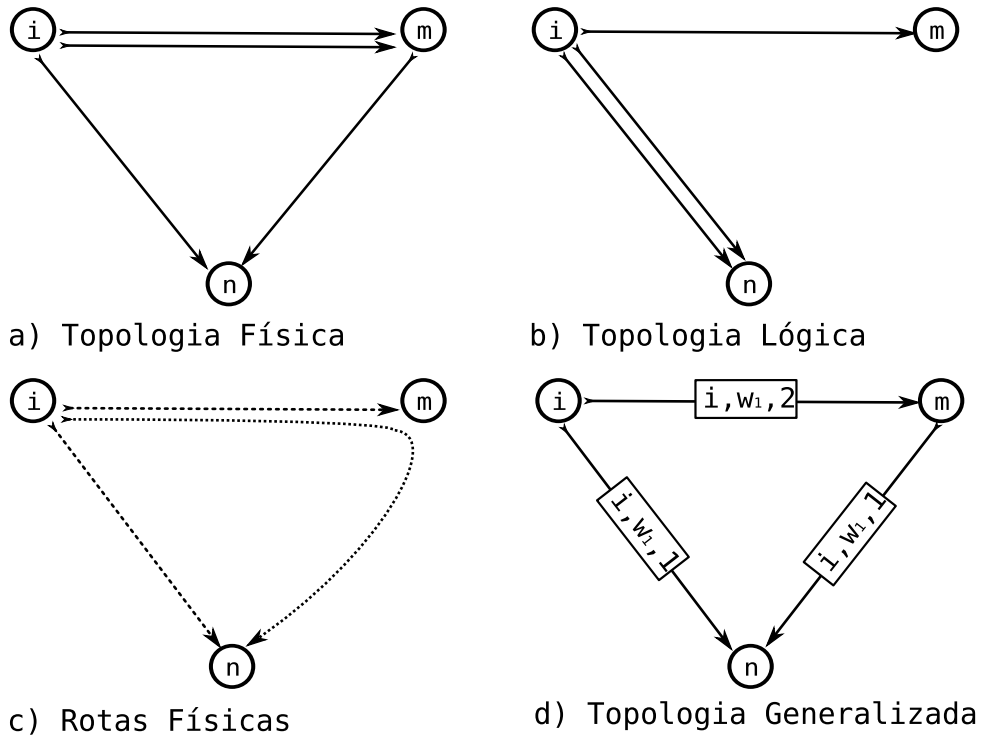 i m
n
a) Topologia Física
i m
n
b) Topologia Lógica
i m
n
c) Rotas Físicas
i i,w₁,2 m
i,w₁,1 i,w₁,1
n
d) Topologia Generalizada